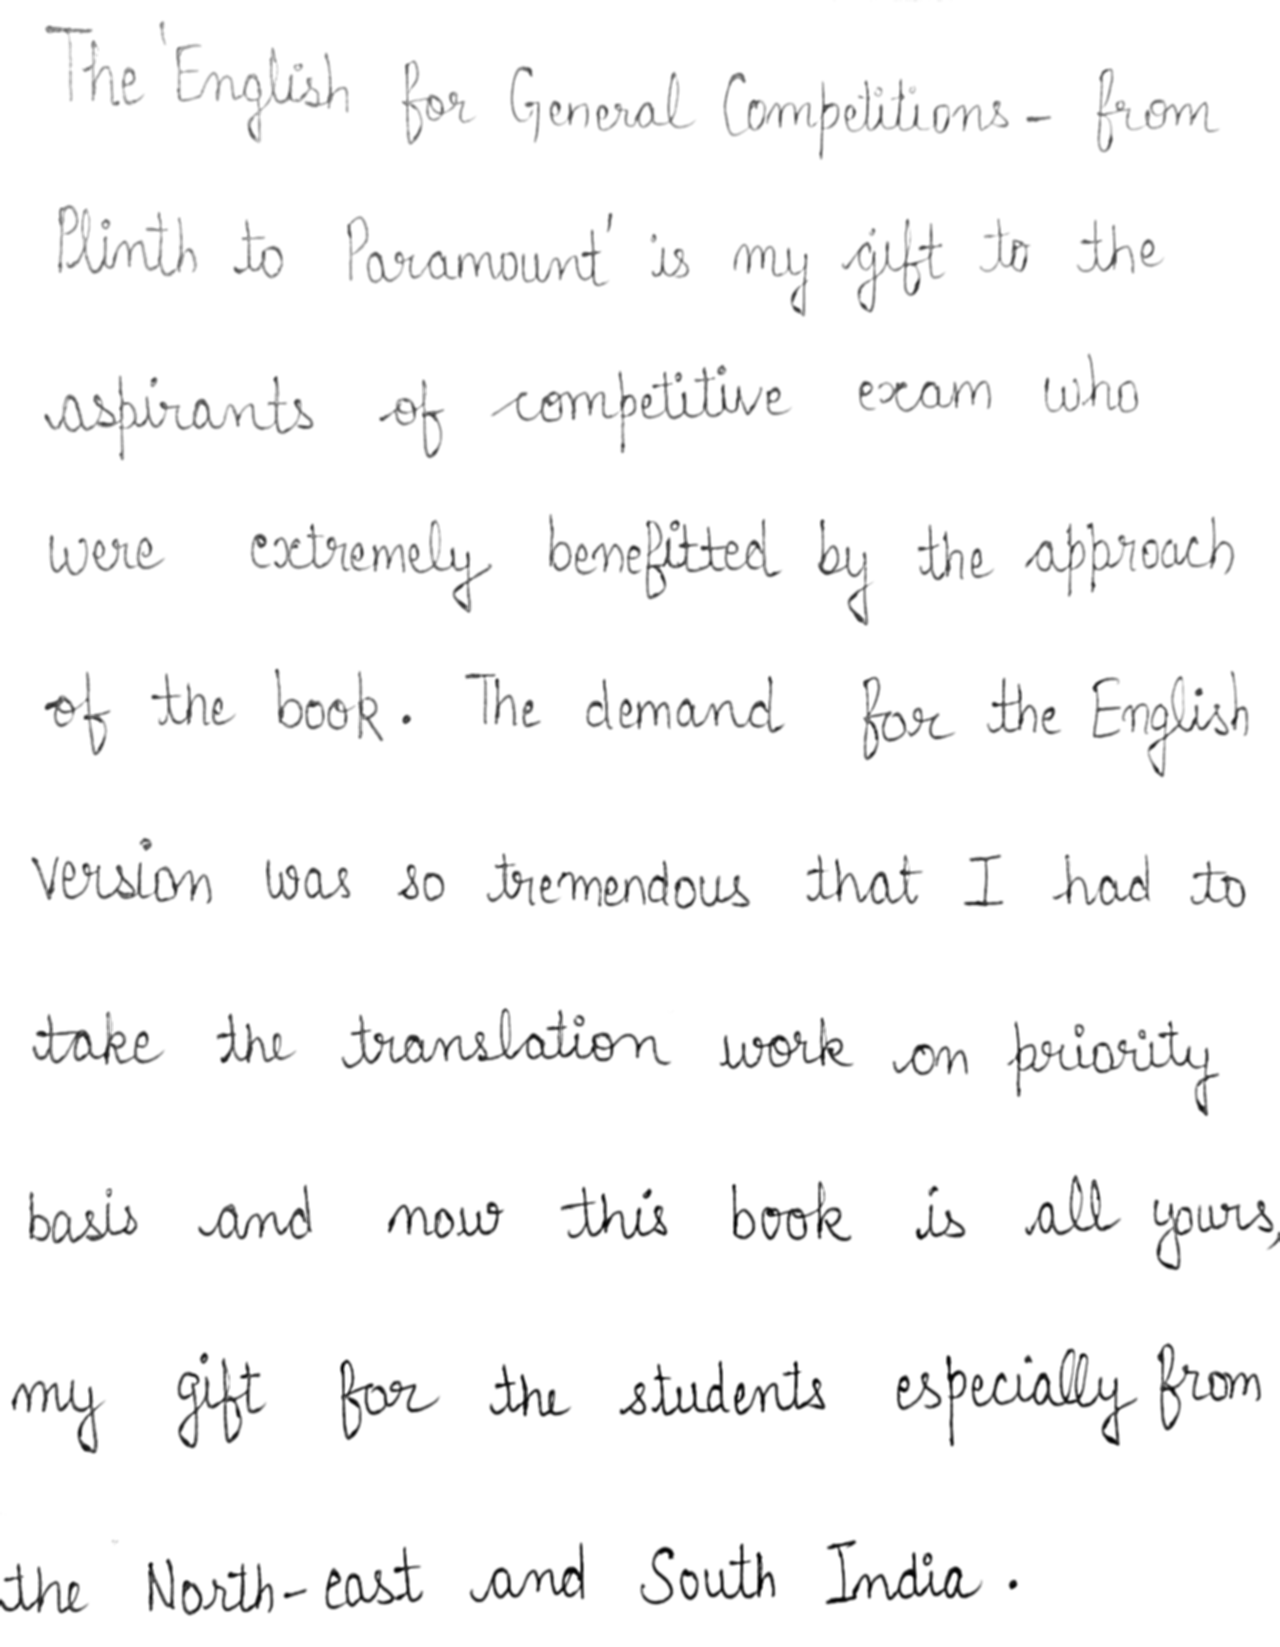 The 'English for General Competitions - from
Plinth to Paramount' is my gift to the
aspirants of competitive exam who
were extremely benefitted by the approach
of the book. The demand for the English
version was so tremendous that I had to
take the translation work on priority
basis and now this book is all yours,
my gift for the students especially from
the North-east and South India.